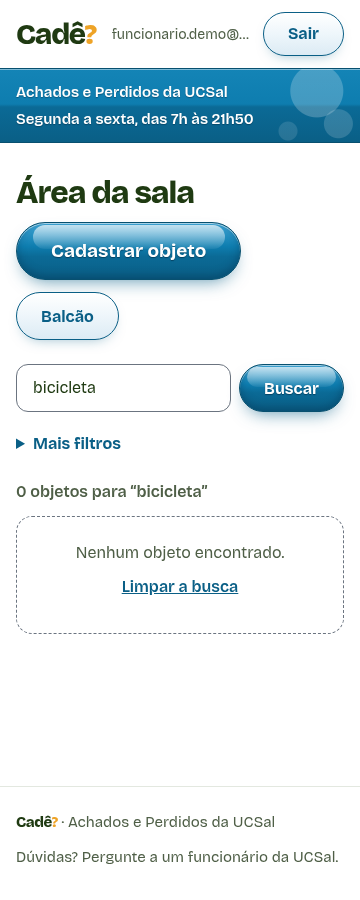 Cadê?
funcionario.demo@...
Sair
Achados e Perdidos da UCSal
Segunda a sexta, das 7h às 21h50
Área da sala
Cadastrar objeto
Balcão
bicicleta
Buscar
Mais filtros
0 objetos para “bicicleta”
Nenhum objeto encontrado.
Limpar a busca
Cadê? · Achados e Perdidos da UCSal
Dúvidas? Pergunte a um funcionário da UCSal.